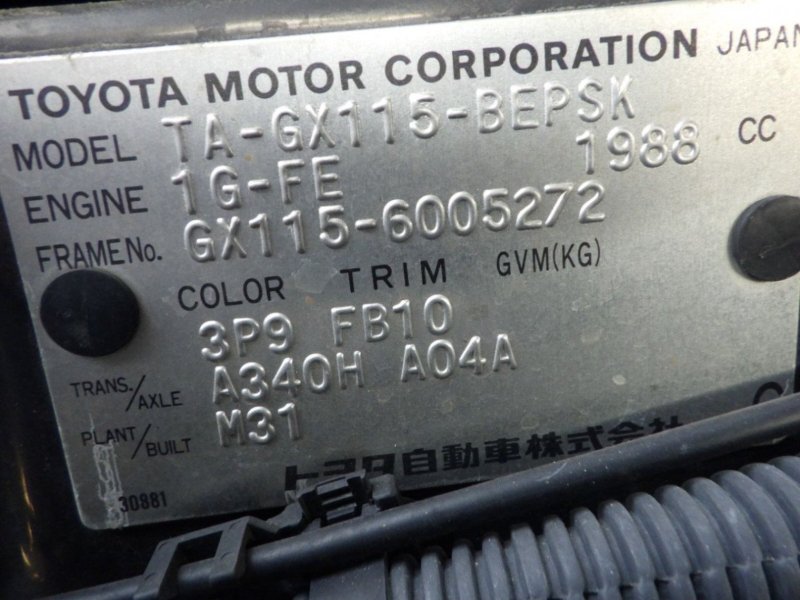 TOYOTA MOTOR CORPORATION JAPAN
MODEL TA-GX115-BEPSK
ENGINE 1G-FE 1988 CC
FRAME No. GX115-6005272
COLOR TRIM GVM(KG)
3P9 FB10
TRANS./AXLE A340H A04A
PLANT/BUILT M31
トヨタ自動車株式会社
30881